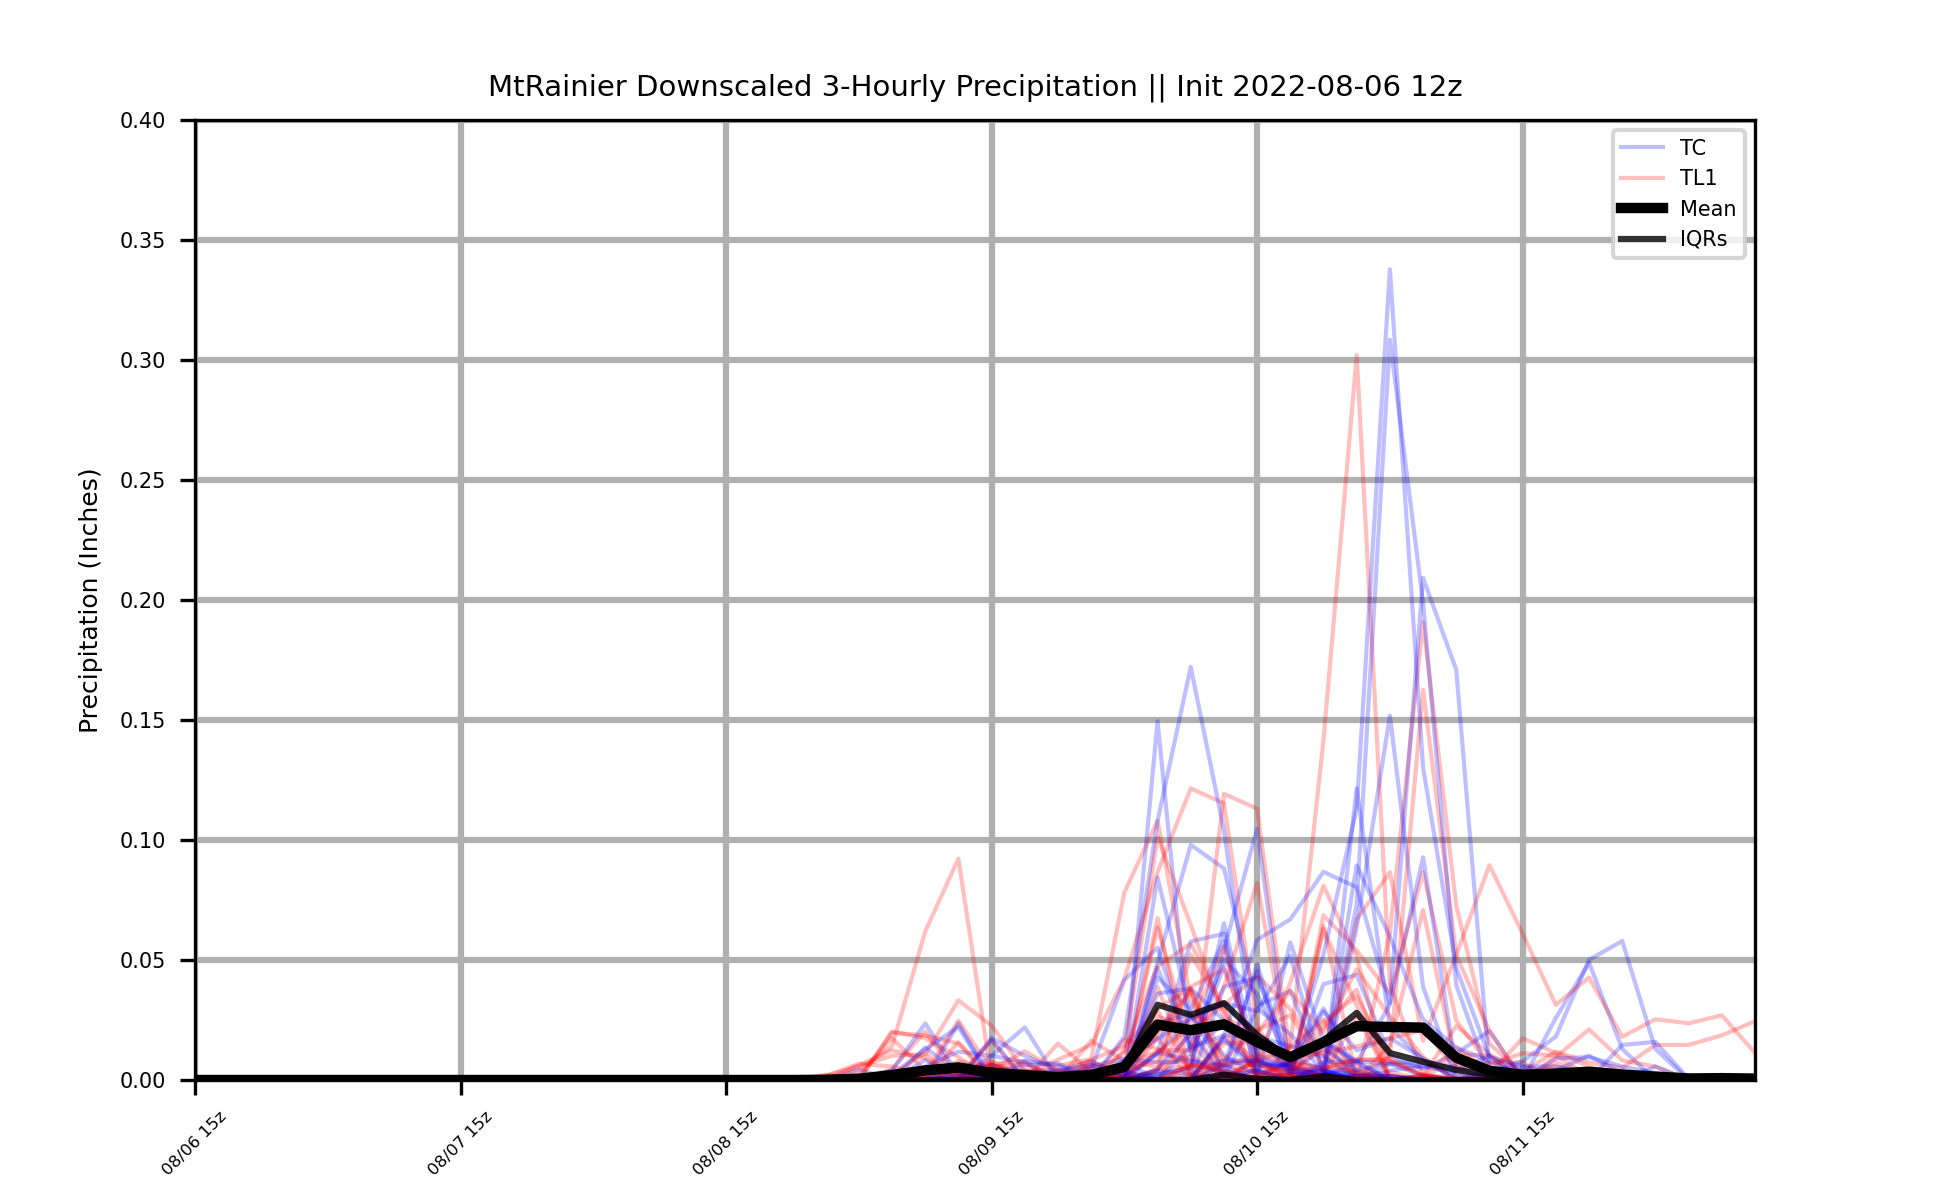 MtRainier Downscaled 3-Hourly Precipitation || Init 2022-08-06 12z
TC
TL1
Mean
IQRs
Precipitation (Inches)
0.40
0.35
0.30
0.25
0.20
0.15
0.10
0.05
0.00
08/06 15z
08/07 15z
08/08 15z
08/09 15z
08/10 15z
08/11 15z